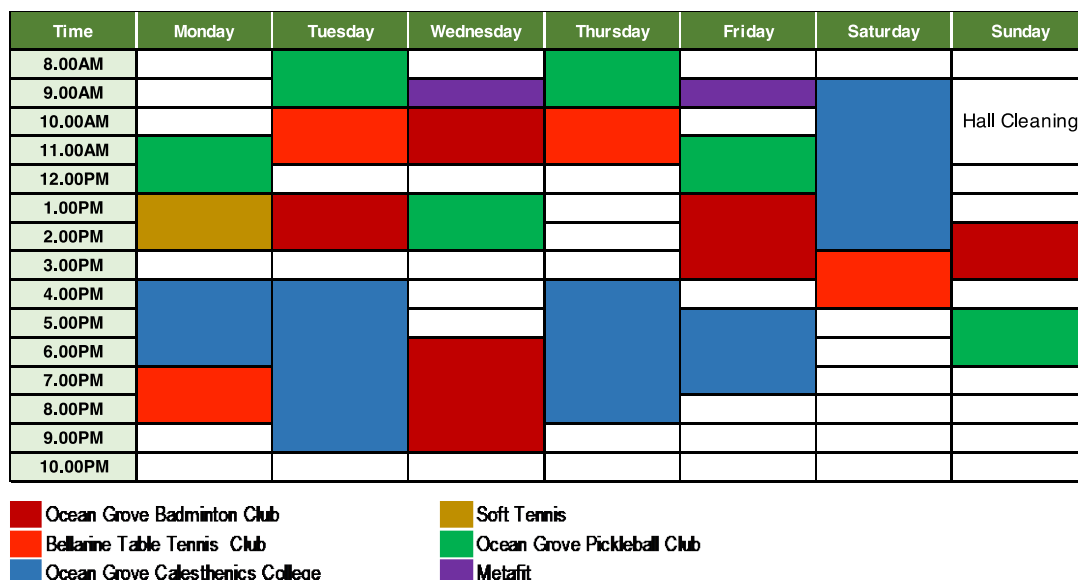 Time Monday Tuesday Wednesday Thursday Friday Saturday Sunday
8.00AM
9.00AM
10.00AM Hall Cleaning
11.00AM
12.00PM
1.00PM
2.00PM
3.00PM
4.00PM
5.00PM
6.00PM
7.00PM
8.00PM
9.00PM
10.00PM
Ocean Grove Badminton Club Soft Tennis
Bellarine Table Tennis Club Ocean Grove Pickleball Club
Ocean Grove Calesthenics College Metafit